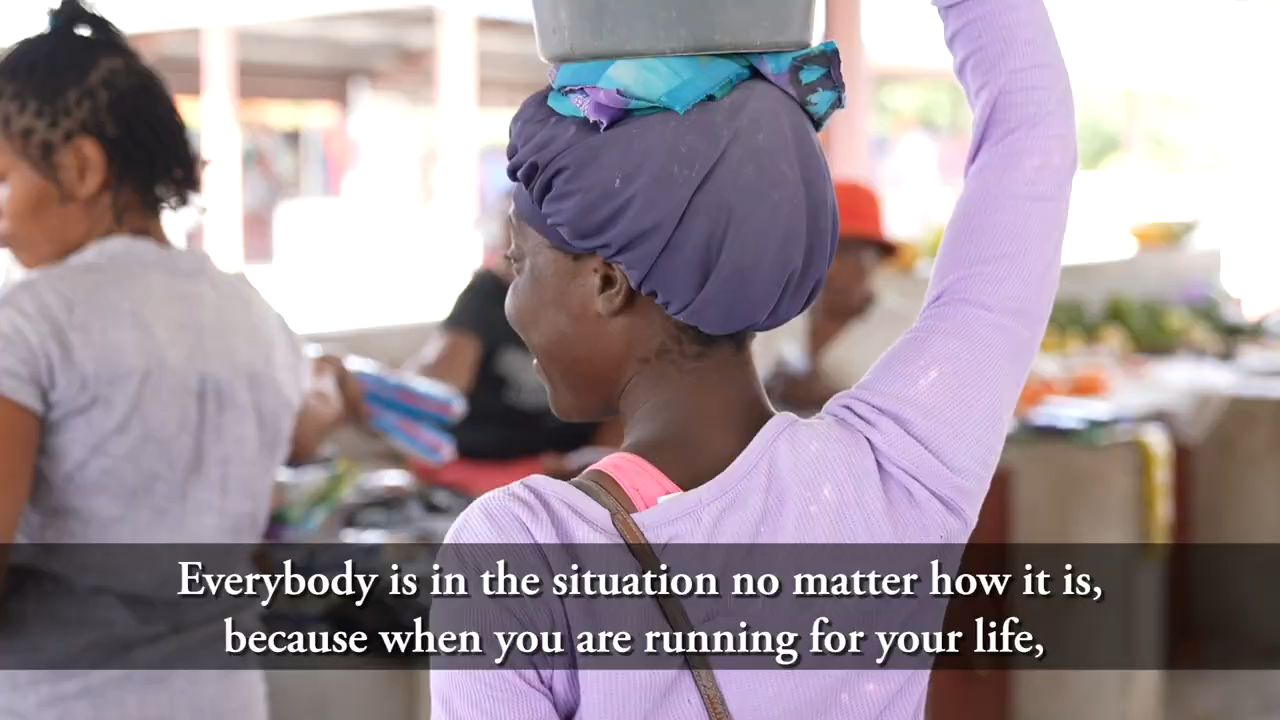 Everybody is in the situation no matter how it is,
because when you are running for your life,